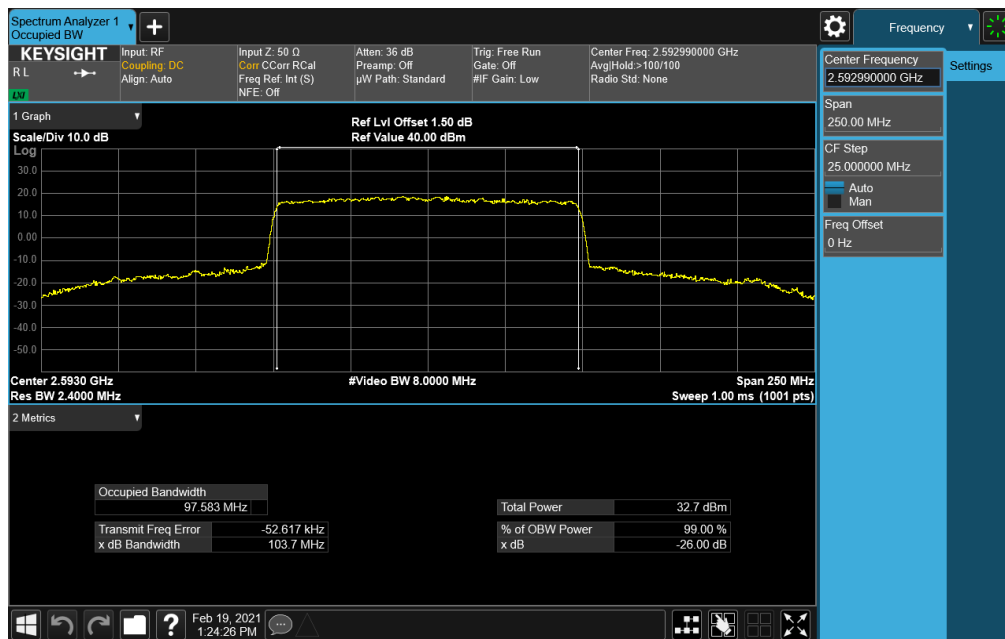 Spectrum Analyzer 1
Occupied BW
Frequency
KEYSIGHT
R L
LXI
Input: RF
Coupling: DC
Align: Auto
Input Z: 50 Ω
Corr CCorr RCal
Freq Ref: Int (S)
NFE: Off
Atten: 36 dB
Preamp: Off
µW Path: Standard
Trig: Free Run
Gate: Off
#IF Gain: Low
Center Freq: 2.592990000 GHz
Avg|Hold:>100/100
Radio Std: None
Center Frequency
2.592990000 GHz
Settings
Span
250.00 MHz
CF Step
25.000000 MHz
Auto
Man
Freq Offset
0 Hz
1 Graph
Scale/Div 10.0 dB
Ref Lvl Offset 1.50 dB
Ref Value 40.00 dBm
Log
30.0
20.0
10.0
0.00
-10.0
-20.0
-30.0
-40.0
-50.0
Center 2.5930 GHz
#Video BW 8.0000 MHz
Span 250 MHz
Res BW 2.4000 MHz
Sweep 1.00 ms (1001 pts)
2 Metrics
Occupied Bandwidth
97.583 MHz
Total Power 32.7 dBm
Transmit Freq Error -52.617 kHz
% of OBW Power 99.00 %
x dB Bandwidth 103.7 MHz
x dB -26.00 dB
Feb 19, 2021
1:24:26 PM